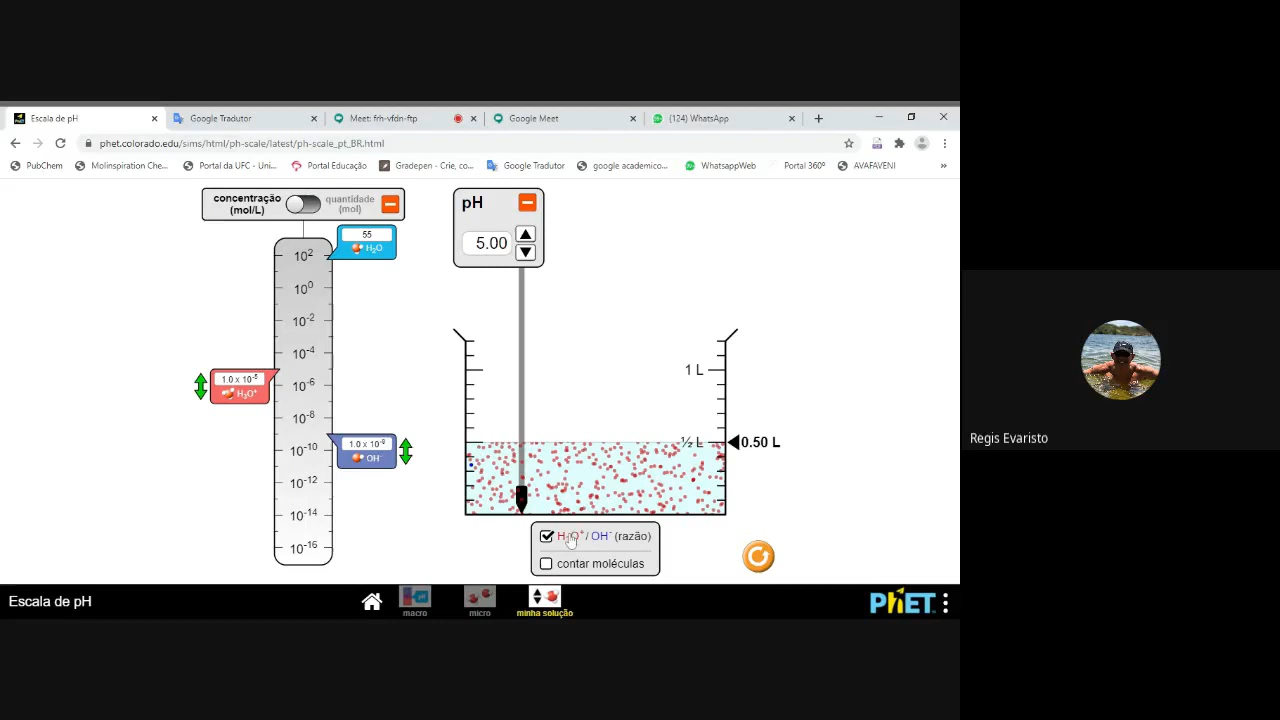 Escala de pH
Google Tradutor
Meet: frh-vfdn-ftp
Google Meet
(124) WhatsApp
phet.colorado.edu/sims/html/ph-scale/latest/ph-scale_pt_BR.html
PubChem
Molinspiration Che...
Portal da UFC - Uni...
Portal Educação
Gradepen - Crie, co...
Google Tradutor
google academico...
WhatsappWeb
Portal 360º
AVAFAVENI
»
concentração
(mol/L)
quantidade
(mol)
55
H₂O
10²
10⁰
10⁻²
10⁻⁴
10⁻⁶
10⁻⁸
10⁻¹⁰
10⁻¹²
10⁻¹⁴
10⁻¹⁶
1.0 x 10⁻⁵
H₃O⁺
1.0 x 10⁻⁹
OH⁻
pH
5.00
1 L
½ L
0.50 L
H₃O⁺ / OH⁻ (razão)
contar moléculas
Escala de pH
macro
micro
minha solução
PhET
Regis Evaristo